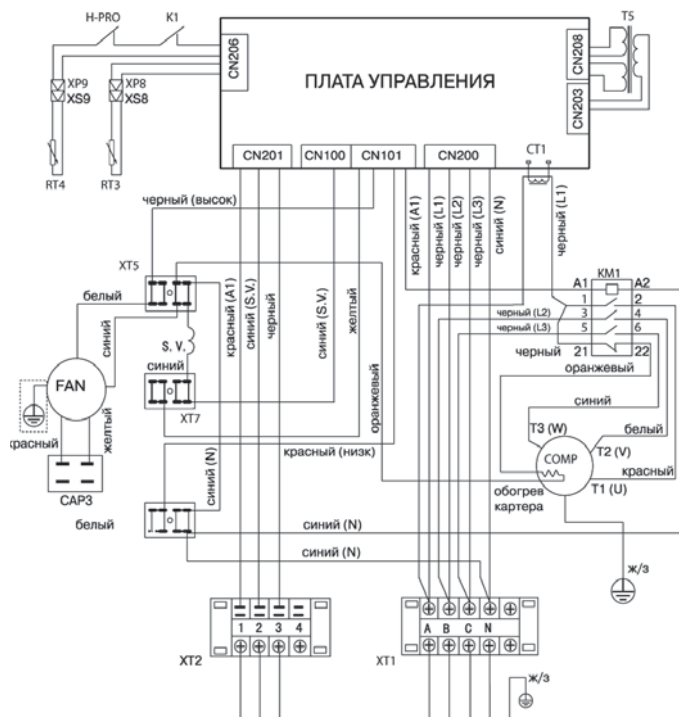 H-PRO
K1
T5
CN206
CN208
XP9
XS9
XP8
XS8
ПЛАТА УПРАВЛЕНИЯ
CN203
RT4
RT3
CN201
CN100
CN101
CN200
CT1
черный (высок)
красный (A1)
черный (L1)
черный (L2)
черный (L3)
синий (N)
черный (L1)
XT5
белый
синий
красный (A1)
синий (S.V.)
черный
синий (S.V.)
желтый
A1
KM1
A2
1
2
черный (L2)
3
4
черный (L3)
5
6
черный
21
22
S. V.
синий
оранжевый
оранжевый
синий
FAN
XT7
T3 (W)
белый
красный
желтый
синий (N)
красный (низк)
COMP
T2 (V)
красный
T1 (U)
CAP3
обогрев
картера
белый
синий (N)
синий (N)
ж/з
1
2
3
4
A
B
C
N
XT2
XT1
ж/з